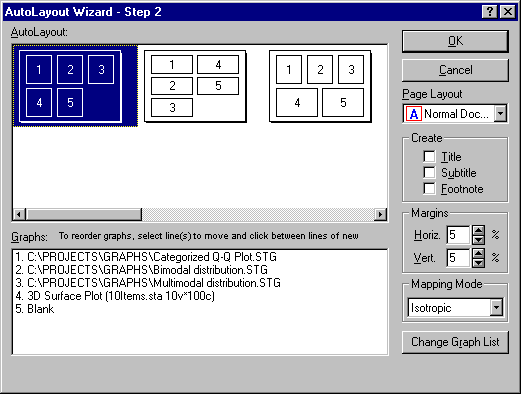 AutoLayout Wizard - Step 2
AutoLayout:
1 2 3
4 5
1 4
2 5
3
1 2 3
4 5
OK
Cancel
Page Layout
A Normal Doc...
Create
Title
Subtitle
Footnote
Margins
Horiz. 5 %
Vert. 5 %
Mapping Mode
Isotropic
Change Graph List
Graphs: To reorder graphs, select line(s) to move and click between lines of new
1. C:\PROJECTS\GRAPHS\Categorized Q-Q Plot.STG
2. C:\PROJECTS\GRAPHS\Bimodal distribution.STG
3. C:\PROJECTS\GRAPHS\Multimodal distribution.STG
4. 3D Surface Plot (10Items.sta 10v*100c)
5. Blank